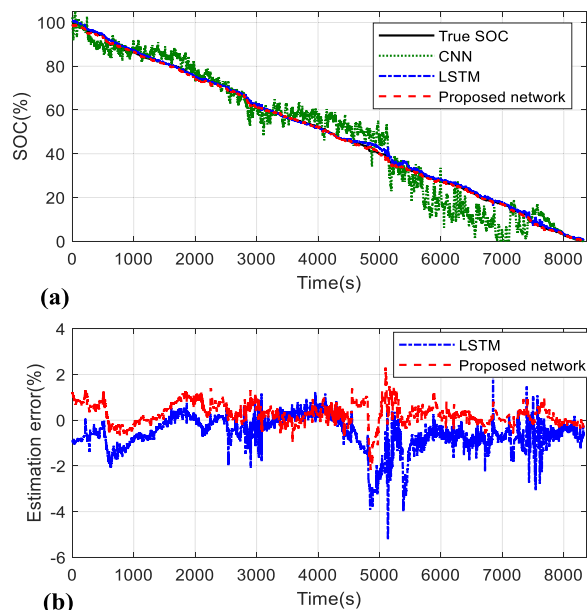 100
80
60
40
20
0
SOC(%)
True SOC
CNN
LSTM
Proposed network
0 1000 2000 3000 4000 5000 6000 7000 8000
Time(s)
(a)
4
2
0
-2
-4
-6
Estimation error(%)
LSTM
Proposed network
0 1000 2000 3000 4000 5000 6000 7000 8000
Time(s)
(b)